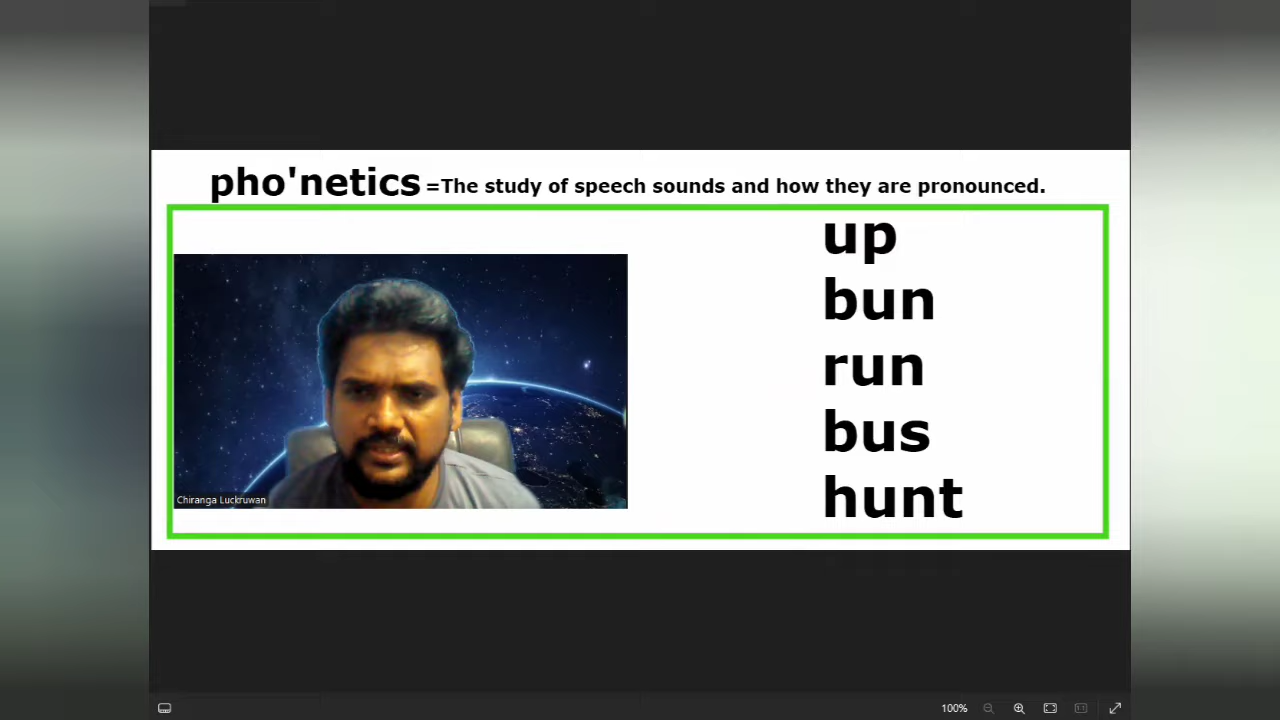 pho'netics =The study of speech sounds and how they are pronounced.
up
bun
run
bus
hunt
Chiranga Luckruwan
100%